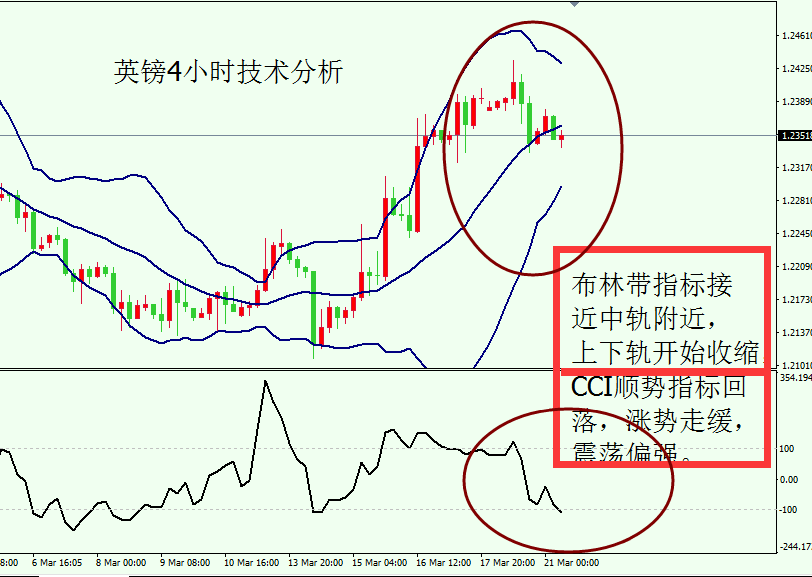 英镑4小时技术分析
1.24610
1.24250
1.23890
1.23518
1.23170
1.22810
1.22450
1.22090
1.21730
1.21370
1.21010
布林带指标接
近中轨附近，
上下轨开始收缩
CCI顺势指标回
落，涨势走缓，
震荡偏强。
354.194
100
0.00
-100
-244.17
8:00
6 Mar 16:05
8 Mar 00:00
9 Mar 08:00
10 Mar 16:00
13 Mar 20:00
15 Mar 04:00
16 Mar 12:00
17 Mar 20:00
21 Mar 00:00